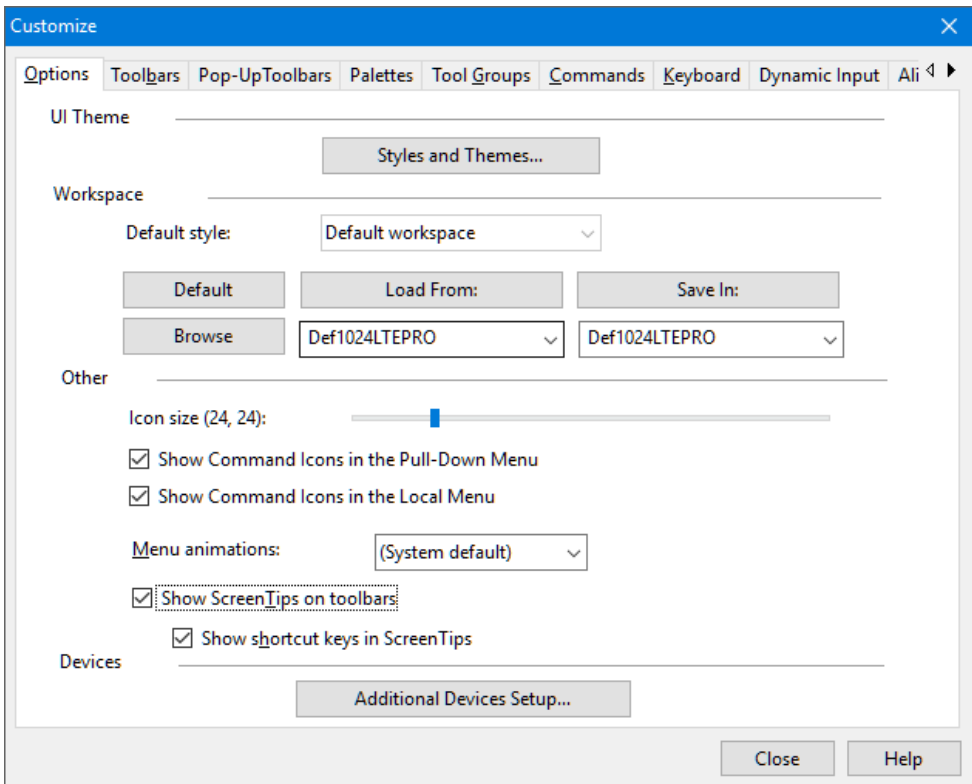 Customize
Options Toolbars Pop-UpToolbars Palettes Tool Groups Commands Keyboard Dynamic Input Ali
UI Theme
Styles and Themes...
Workspace
Default style: Default workspace
Default Load From: Save In:
Browse Def1024LTEPRO Def1024LTEPRO
Other
Icon size (24, 24):
Show Command Icons in the Pull-Down Menu
Show Command Icons in the Local Menu
Menu animations: (System default)
Show ScreenTips on toolbars
Show shortcut keys in ScreenTips
Devices
Additional Devices Setup...
Close Help